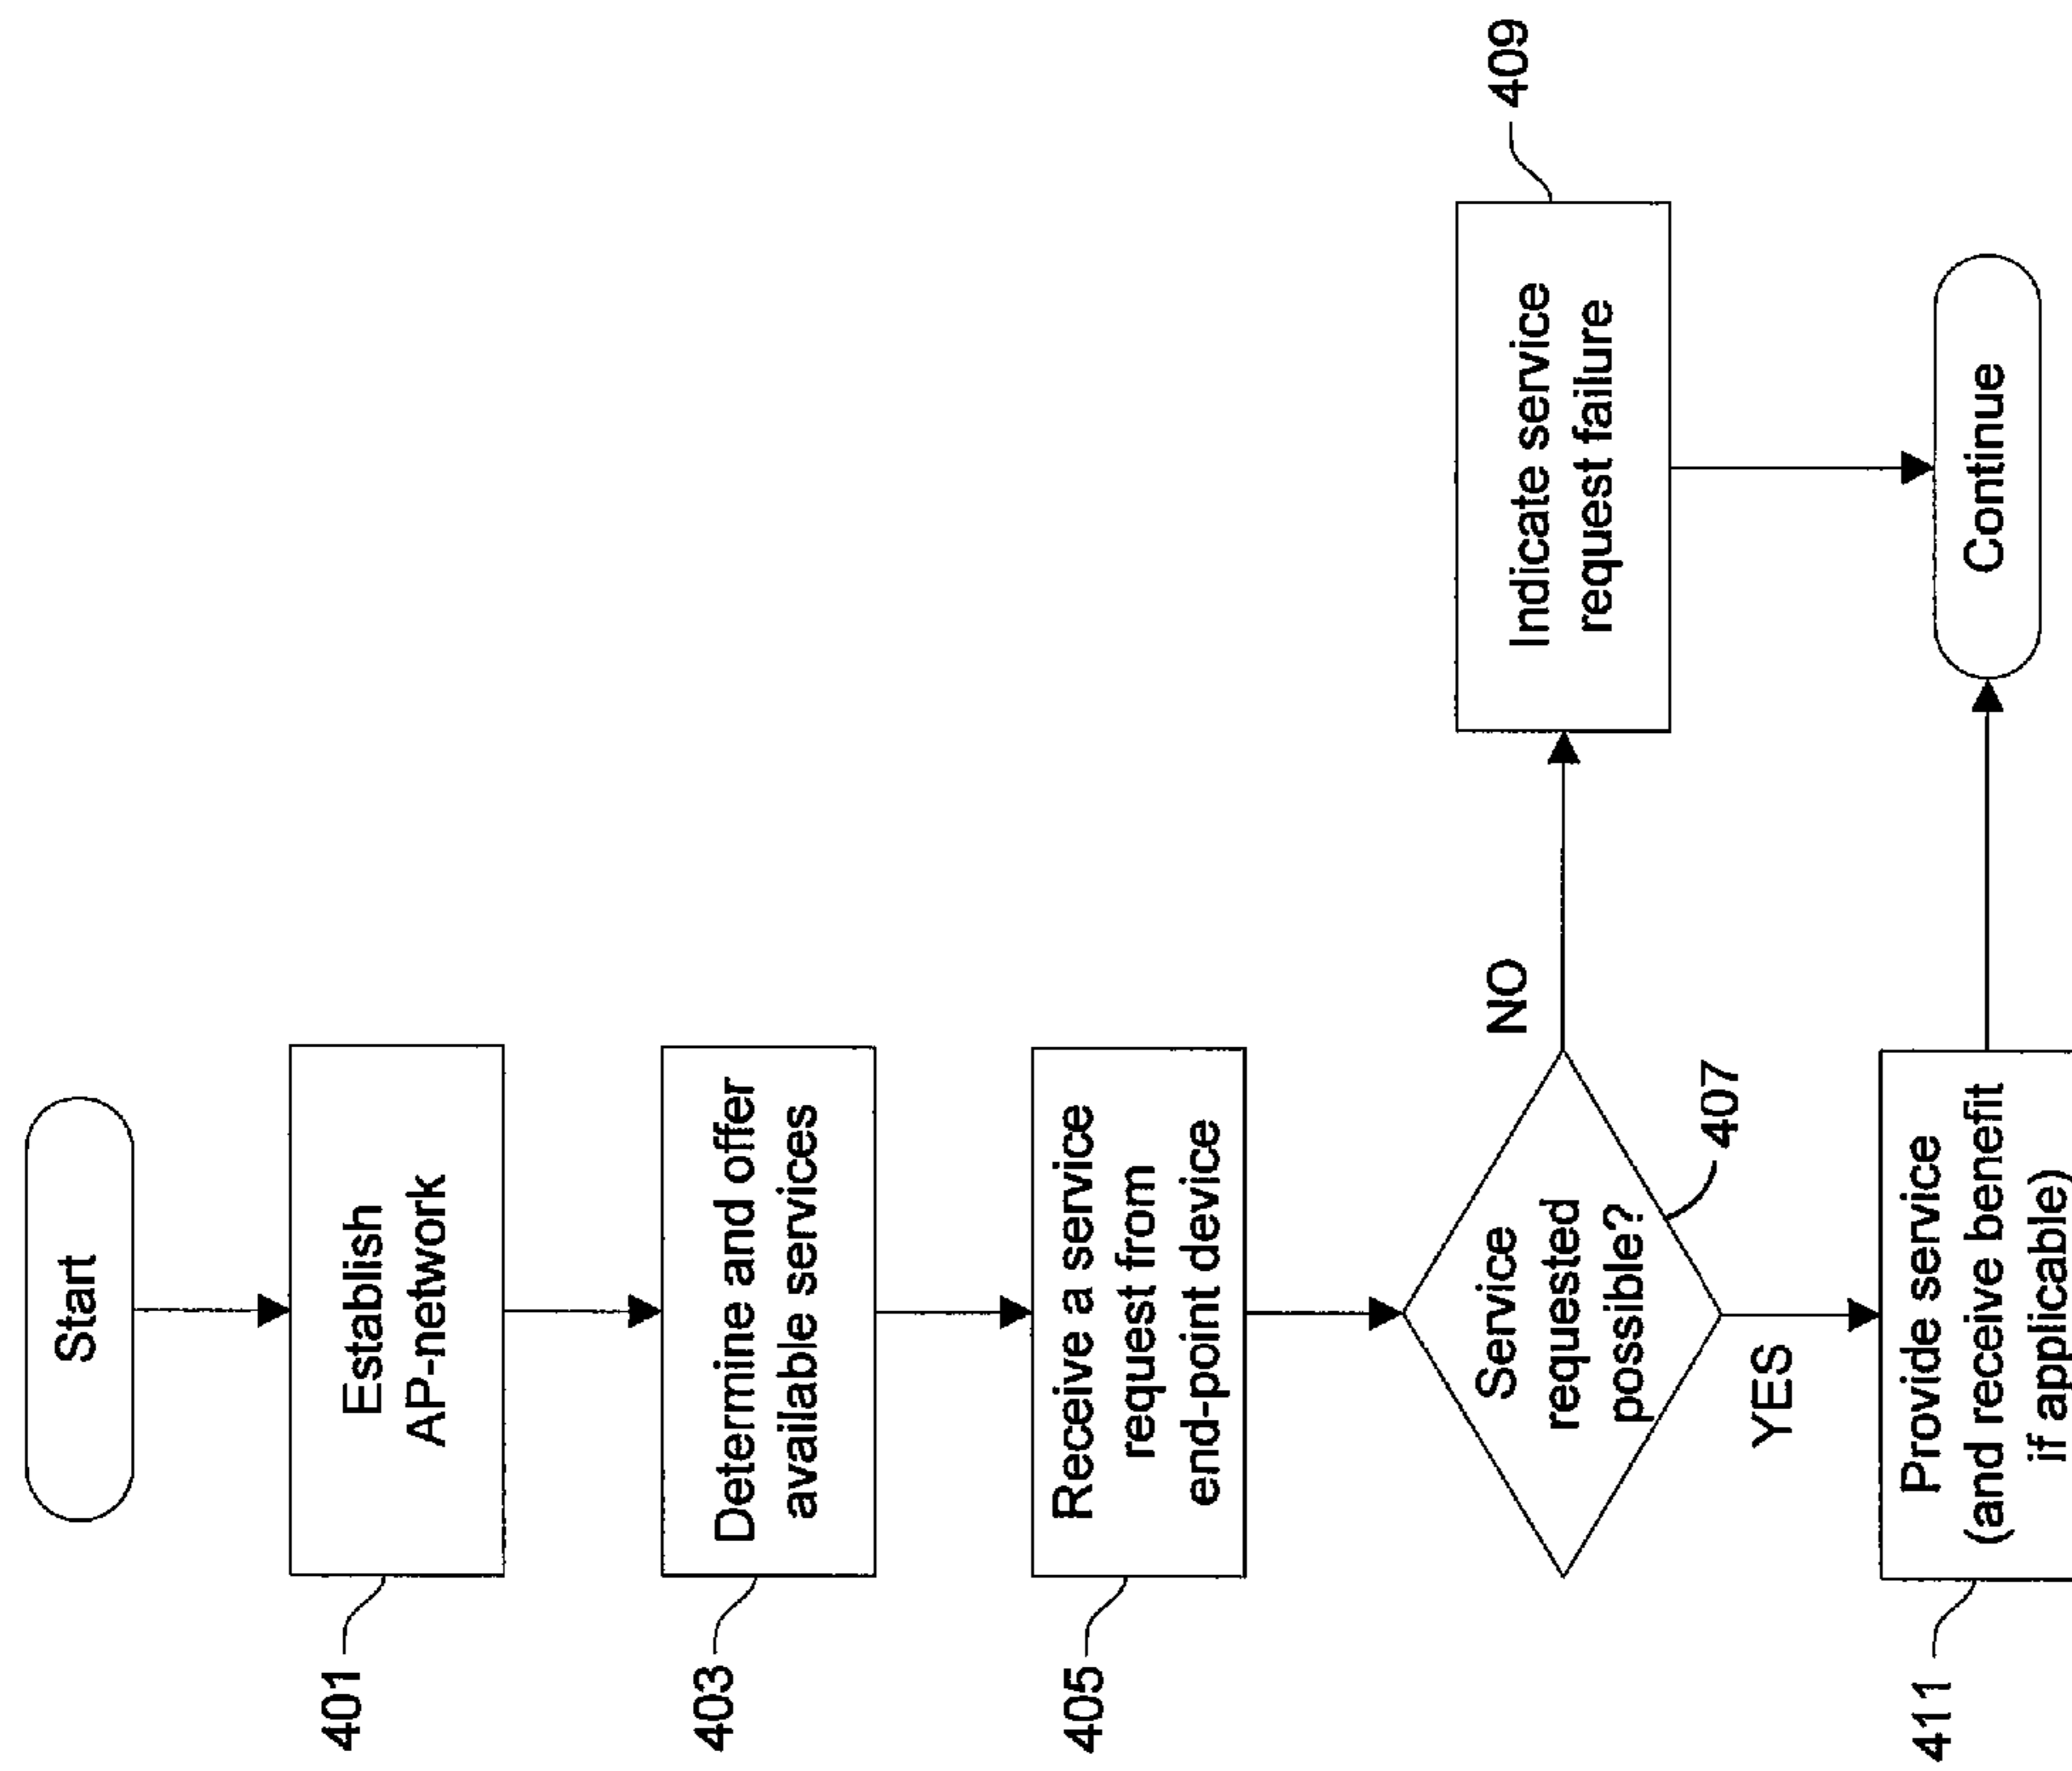 Start
401
Establish
AP-network
403
Determine and offer
available services
405
Receive a service
request from
end-point device
Service
requested
possible?
407
NO
409
Indicate service
request failure
YES
411
Provide service
(and receive benefit
if applicable)
Continue